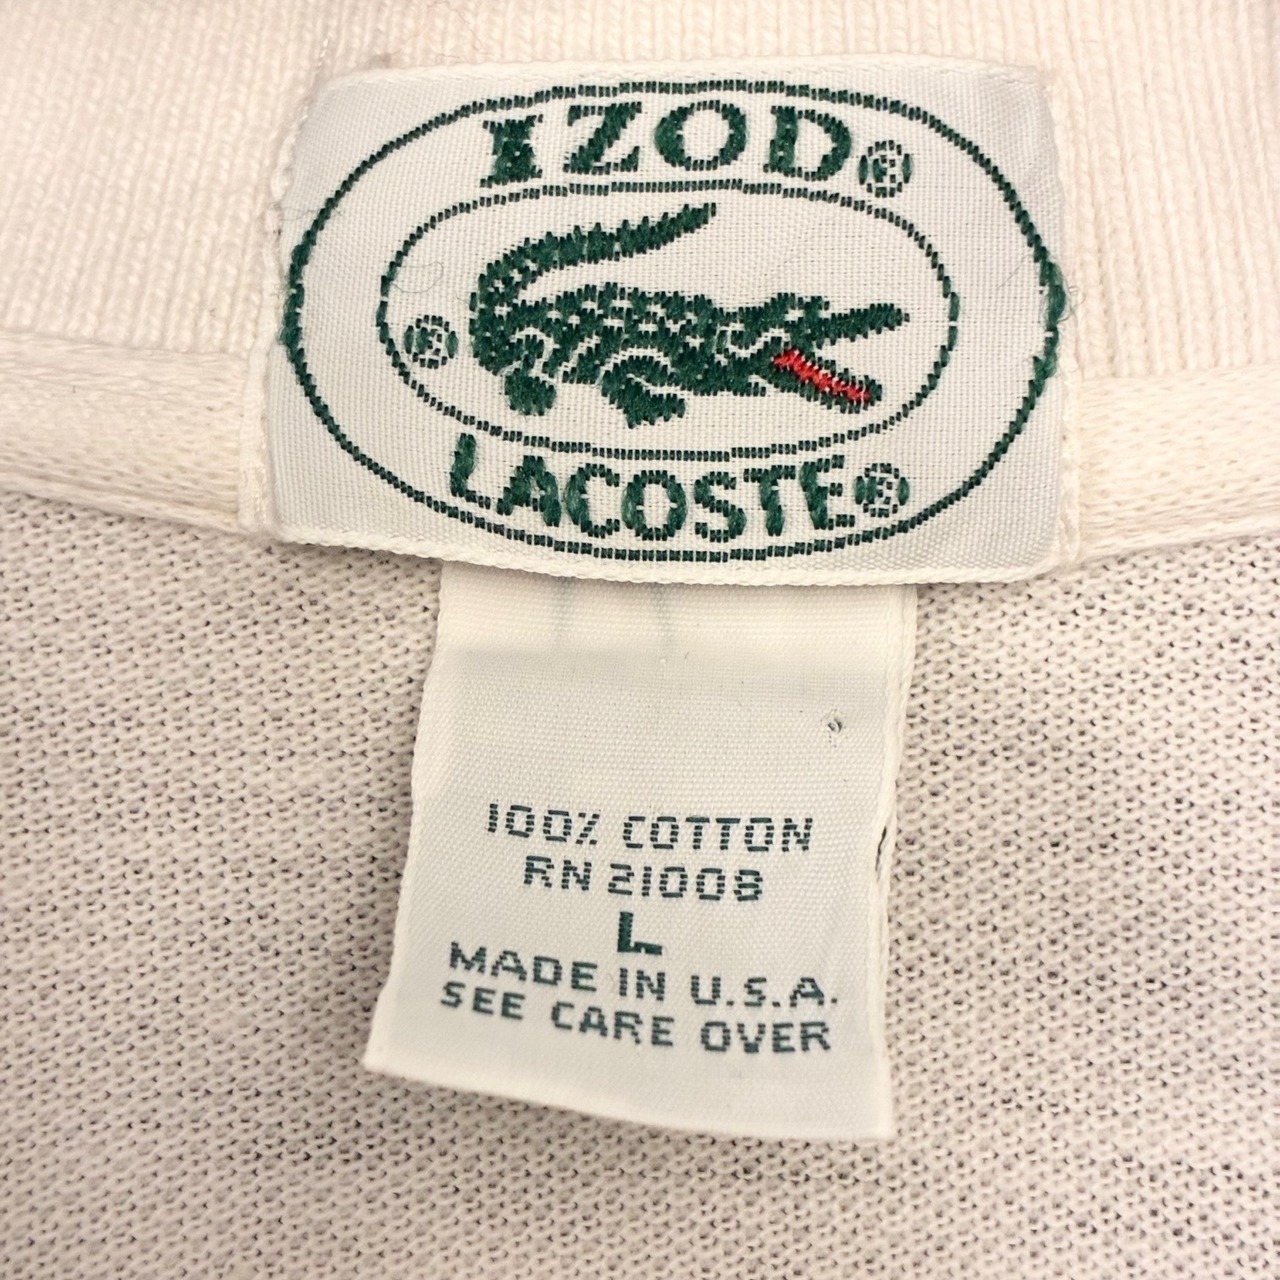 IZOD®
®
LACOSTE®
100% COTTON
RN 21008
L
MADE IN U.S.A.
SEE CARE OVER